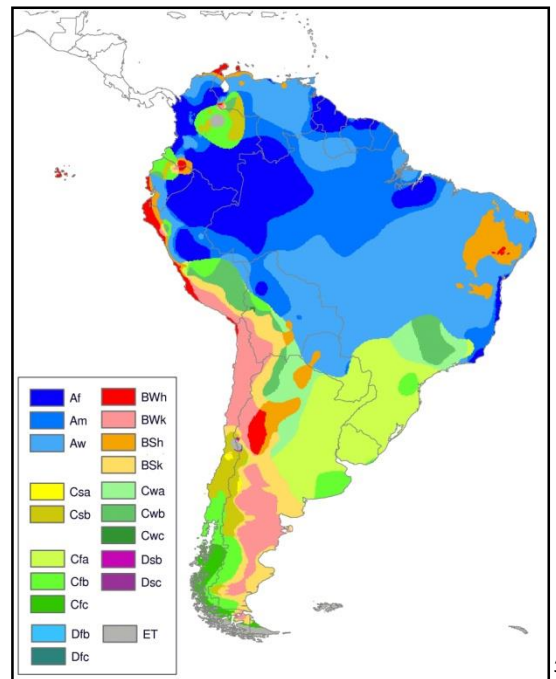 Af
Am
Aw
Csa
Csb
Cfa
Cfb
Cfc
Dfb
Dfc
BWh
BWk
BSh
BSk
Cwa
Cwb
Cwc
Dsb
Dsc
ET